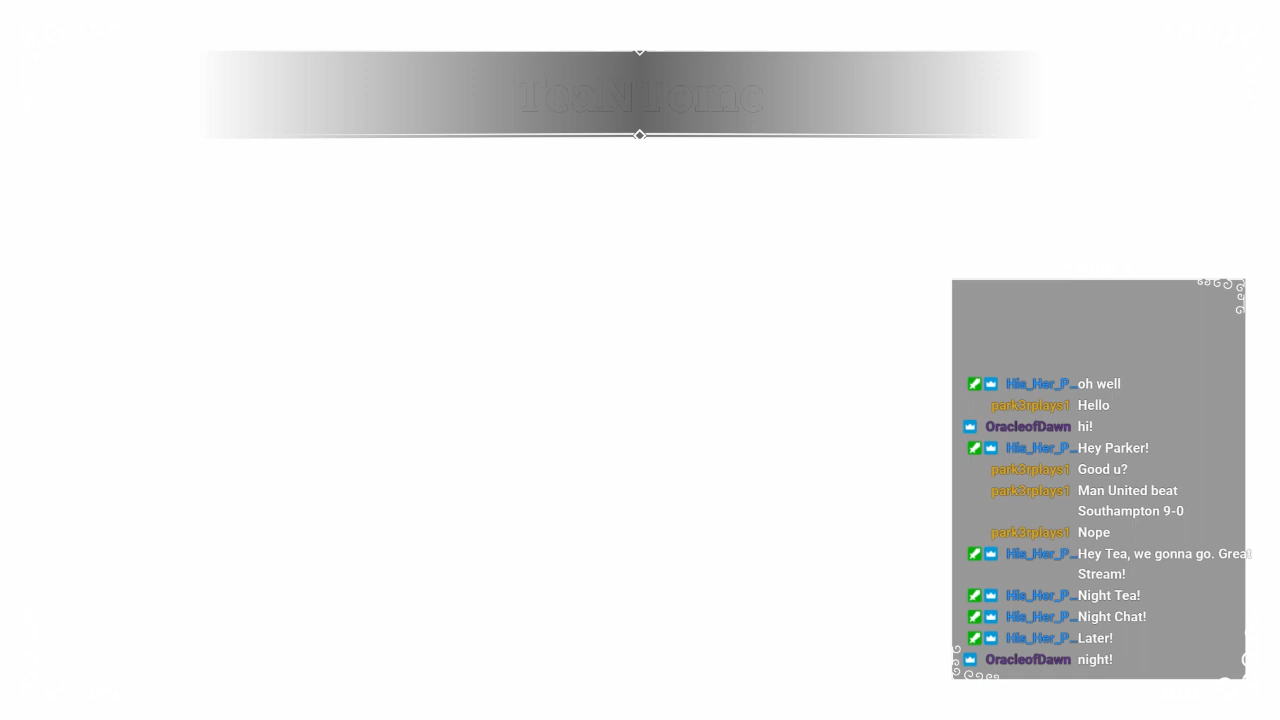 TeaNTome
His_Her_P... oh well
park3rplays1 Hello
OracleofDawn hi!
His_Her_P... Hey Parker!
park3rplays1 Good u?
park3rplays1 Man United beat
Southampton 9-0
park3rplays1 Nope
His_Her_P... Hey Tea, we gonna go. Great
Stream!
His_Her_P... Night Tea!
His_Her_P... Night Chat!
His_Her_P... Later!
OracleofDawn night!